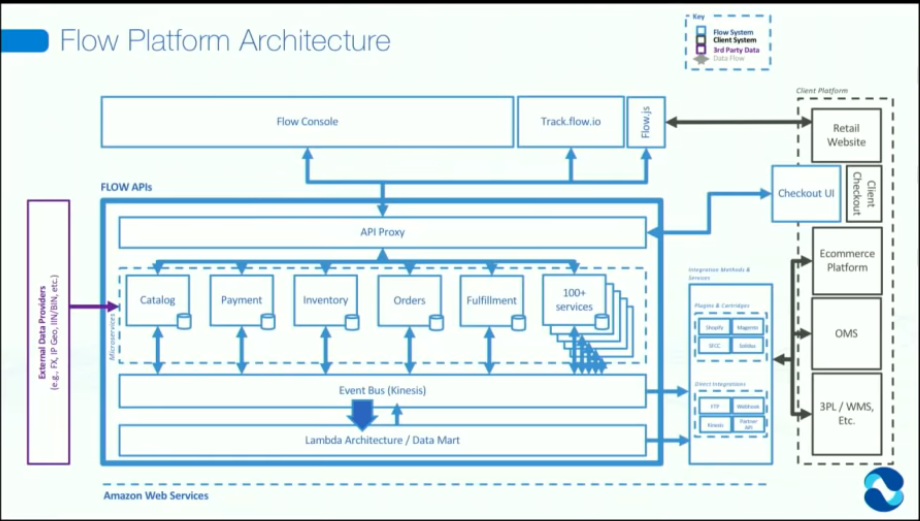 Flow Platform Architecture
Key
Flow System
Client System
3rd Party Data
Data Flow
Client Platform
Flow Console
Track.flow.io
Flow.js
Retail
Website
FLOW APIs
Checkout UI
Client
Checkout
API Proxy
Ecommerce
Platform
External Data Providers
(e.g., FX, IP Geo, IIN/BIN, etc.)
Microservices
Catalog
Payment
Inventory
Orders
Fulfillment
100+
services
Integration Methods &
Services
Plugins & Cartridges
Shopify
Magento
SFCC
Solidus
OMS
Event Bus (Kinesis)
Direct Integrations
FTP
Webhooks
Kinesis
Partner
API
3PL / WMS,
Etc.
Lambda Architecture / Data Mart
Amazon Web Services